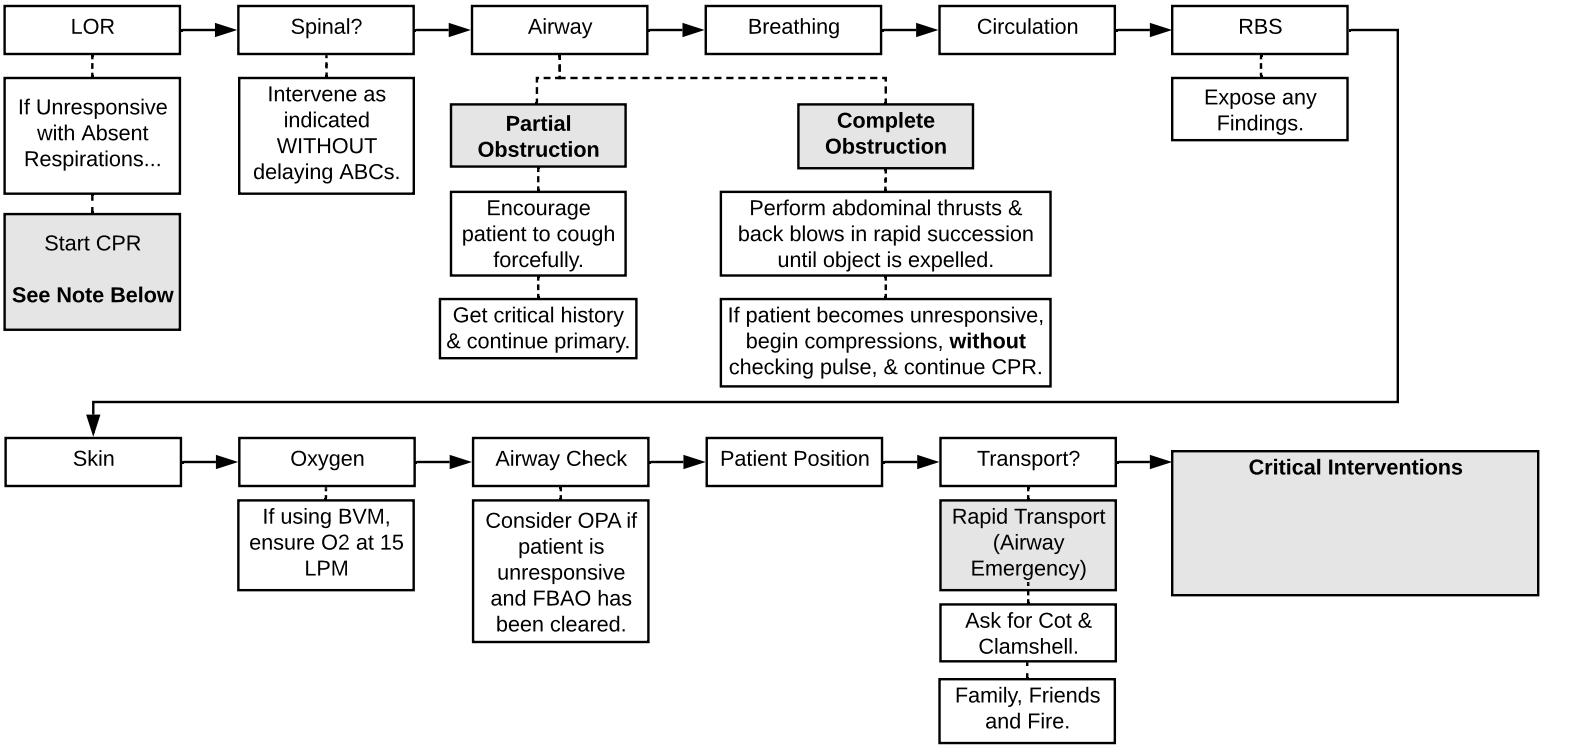 LOR
Spinal?
Airway
Breathing
Circulation
RBS
If Unresponsive
with Absent
Respirations...
Start CPR
See Note Below
Intervene as
indicated
WITHOUT
delaying ABCs.
Partial
Obstruction
Encourage
patient to cough
forcefully.
Get critical history
& continue primary.
Complete
Obstruction
Perform abdominal thrusts &
back blows in rapid succession
until object is expelled.
If patient becomes unresponsive,
begin compressions, without
checking pulse, & continue CPR.
Expose any
Findings.
Skin
Oxygen
Airway Check
Patient Position
Transport?
Critical Interventions
If using BVM,
ensure O2 at 15
LPM
Consider OPA if
patient is
unresponsive
and FBAO has
been cleared.
Rapid Transport
(Airway
Emergency)
Ask for Cot &
Clamshell.
Family, Friends
and Fire.